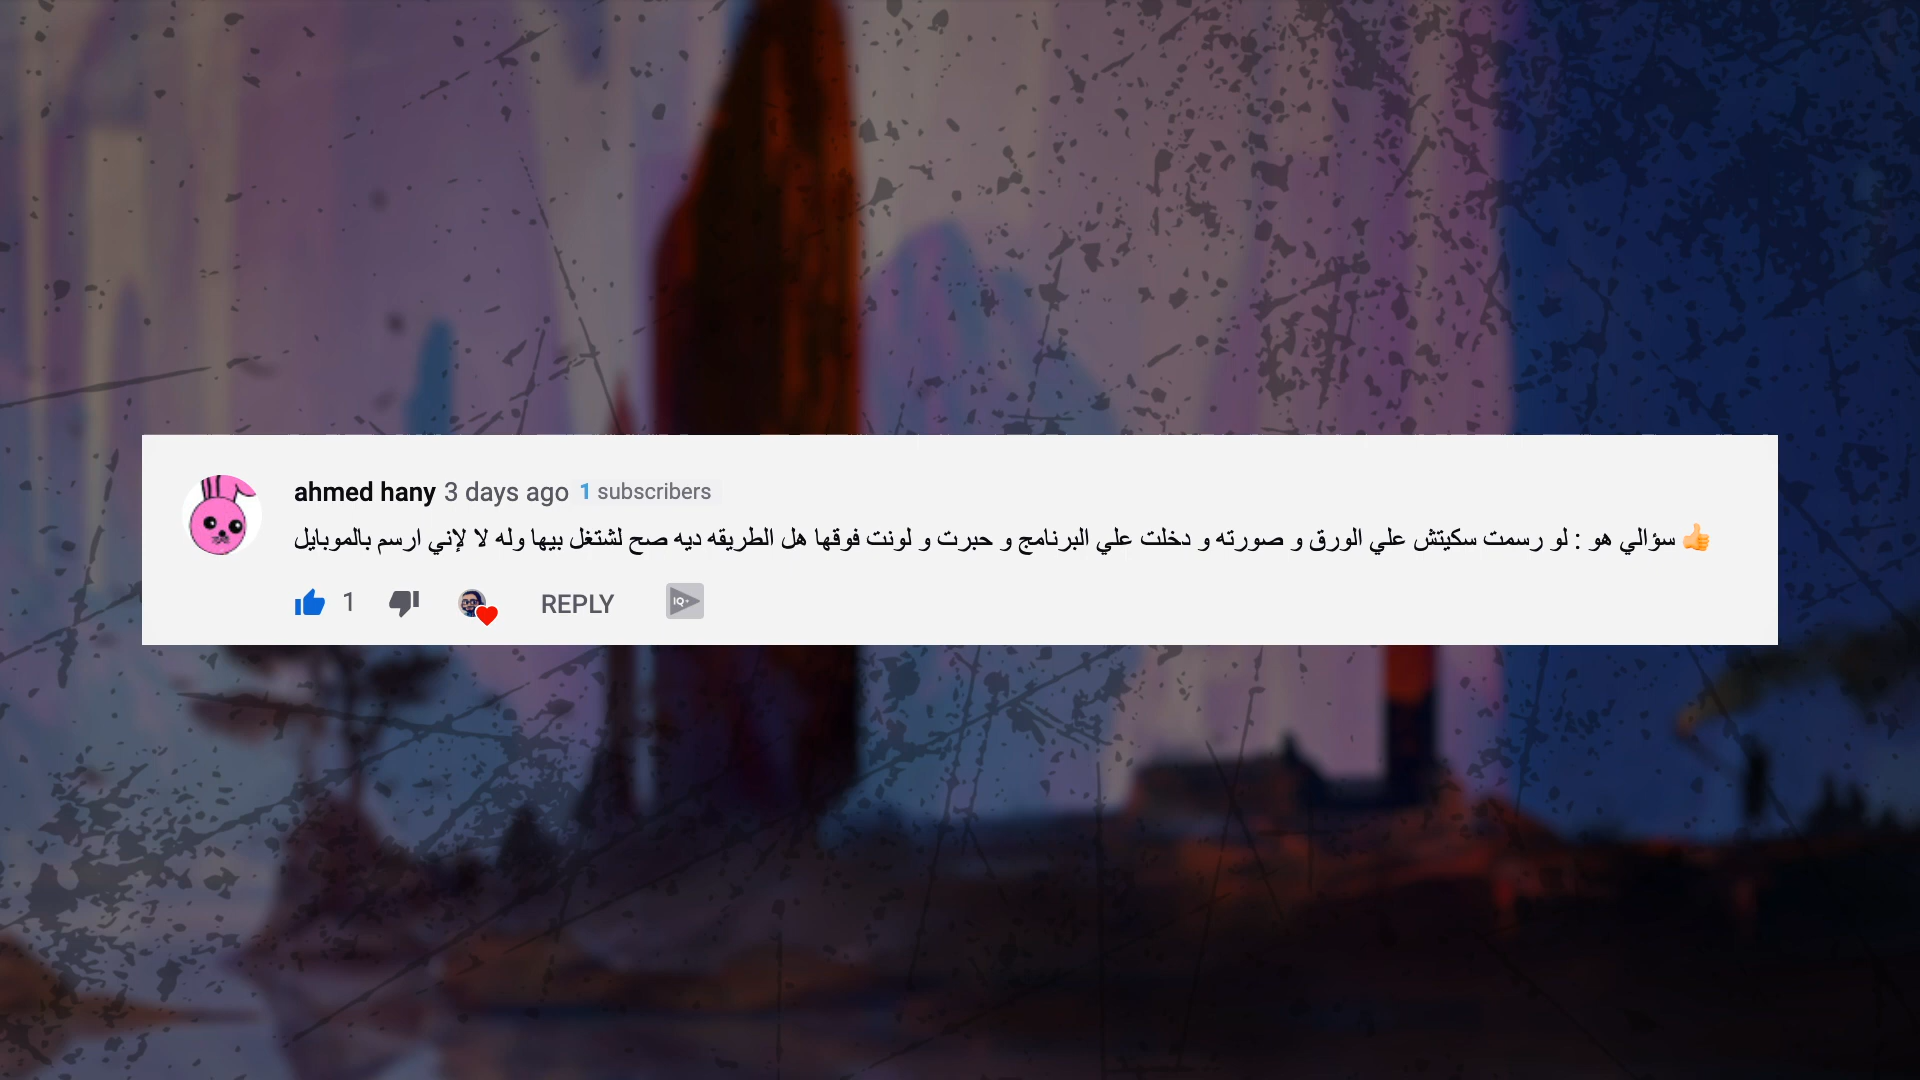 ahmed hany 3 days ago 1 subscribers
👍 سؤالي هو : لو رسمت سكيتش علي الورق و صورته و دخلت علي البرنامج و حبرت و لونت فوقها هل الطريقه ديه صح لشتغل بيها وله لا لإني ارسم بالموبايل
1 REPLY IQ+